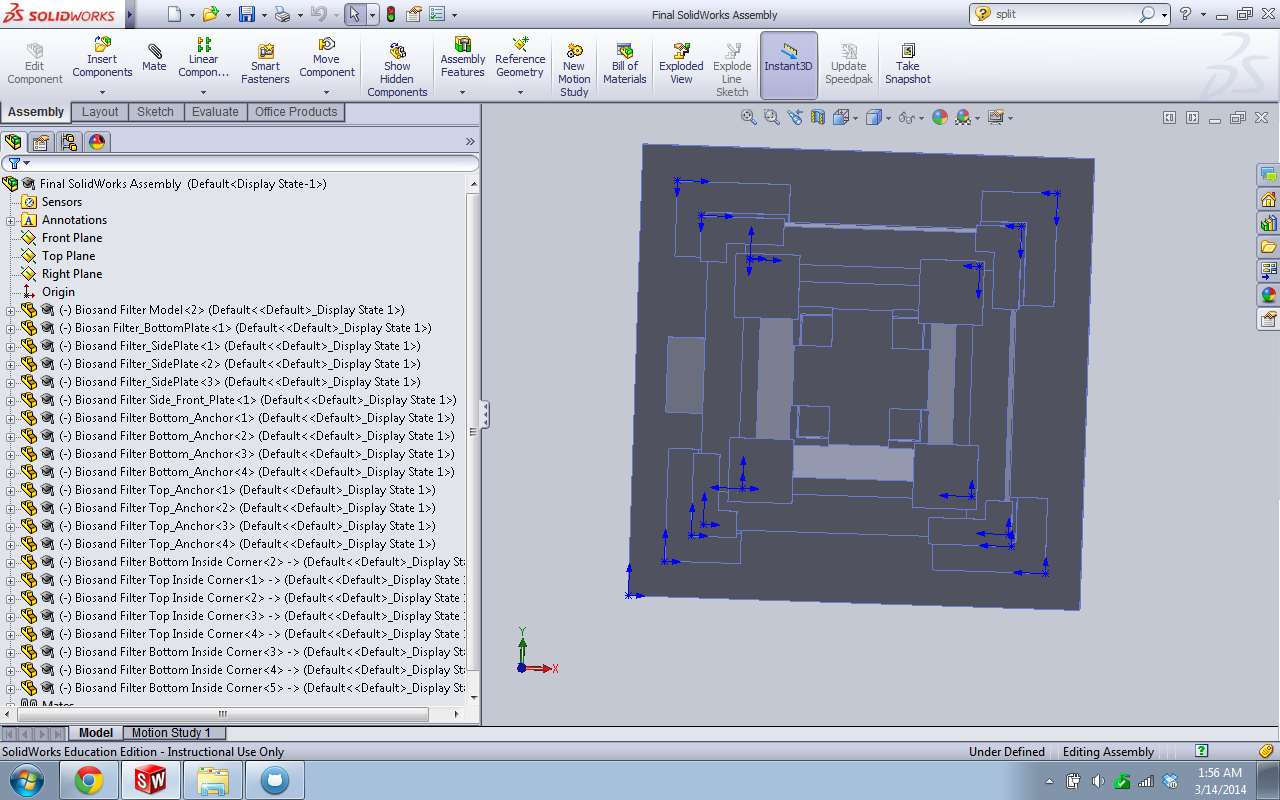 SOLIDWORKS
Final SolidWorks Assembly
split
Edit Component
Insert Components
Mate
Linear Compon...
Smart Fasteners
Move Component
Show Hidden Components
Assembly Features
Reference Geometry
New Motion Study
Bill of Materials
Exploded View
Explode Line Sketch
Instant3D
Update Speedpak
Take Snapshot
Assembly Layout Sketch Evaluate Office Products
Final SolidWorks Assembly (Default<Display State-1>)
Sensors
Annotations
Front Plane
Top Plane
Right Plane
Origin
(-) Biosand Filter Model<2> (Default<<Default>_Display State 1>)
(-) Biosan Filter_BottomPlate<1> (Default<<Default>_Display State 1>)
(-) Biosand Filter_SidePlate<1> (Default<<Default>_Display State 1>)
(-) Biosand Filter_SidePlate<2> (Default<<Default>_Display State 1>)
(-) Biosand Filter_SidePlate<3> (Default<<Default>_Display State 1>)
(-) Biosand Filter Side_Front_Plate<1> (Default<<Default>_Display State 1>)
(-) Biosand Filter Bottom_Anchor<1> (Default<<Default>_Display State 1>)
(-) Biosand Filter Bottom_Anchor<2> (Default<<Default>_Display State 1>)
(-) Biosand Filter Bottom_Anchor<3> (Default<<Default>_Display State 1>)
(-) Biosand Filter Bottom_Anchor<4> (Default<<Default>_Display State 1>)
(-) Biosand Filter Top_Anchor<1> (Default<<Default>_Display State 1>)
(-) Biosand Filter Top_Anchor<2> (Default<<Default>_Display State 1>)
(-) Biosand Filter Top_Anchor<3> (Default<<Default>_Display State 1>)
(-) Biosand Filter Top_Anchor<4> (Default<<Default>_Display State 1>)
(-) Biosand Filter Bottom Inside Corner<2> -> (Default<<Default>_Display St
(-) Biosand Filter Top Inside Corner<1> -> (Default<<Default>_Display State
(-) Biosand Filter Top Inside Corner<2> -> (Default<<Default>_Display State
(-) Biosand Filter Top Inside Corner<3> -> (Default<<Default>_Display State
(-) Biosand Filter Top Inside Corner<4> -> (Default<<Default>_Display State
(-) Biosand Filter Bottom Inside Corner<3> -> (Default<<Default>_Display St
(-) Biosand Filter Bottom Inside Corner<4> -> (Default<<Default>_Display St
(-) Biosand Filter Bottom Inside Corner<5> -> (Default<<Default>_Display St
Mates
Y
X
Model Motion Study 1
SolidWorks Education Edition - Instructional Use Only
Under Defined Editing Assembly
SW
1:56 AM
3/14/2014